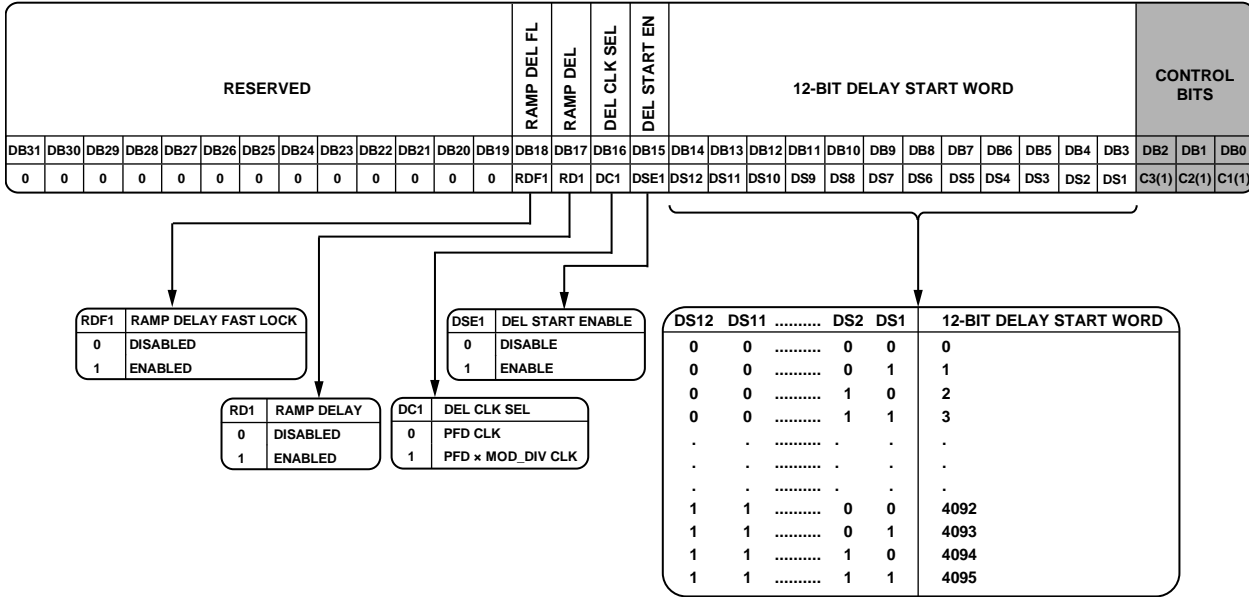 RESERVED
RAMP DEL FL
RAMP DEL
DEL CLK SEL
DEL START EN
12-BIT DELAY START WORD
CONTROL
BITS
DB31 DB30 DB29 DB28 DB27 DB26 DB25 DB24 DB23 DB22 DB21 DB20 DB19 DB18 DB17 DB16 DB15 DB14 DB13 DB12 DB11 DB10 DB9 DB8 DB7 DB6 DB5 DB4 DB3 DB2 DB1 DB0
0 0 0 0 0 0 0 0 0 0 0 0 0 RDF1 RD1 DC1 DSE1 DS12 DS11 DS10 DS9 DS8 DS7 DS6 DS5 DS4 DS3 DS2 DS1 C3(1) C2(1) C1(1)
RDF1 RAMP DELAY FAST LOCK
0 DISABLED
1 ENABLED
RD1 RAMP DELAY
0 DISABLED
1 ENABLED
DC1 DEL CLK SEL
0 PFD CLK
1 PFD × MOD_DIV CLK
DSE1 DEL START ENABLE
0 DISABLE
1 ENABLE
DS12 DS11 .......... DS2 DS1 12-BIT DELAY START WORD
0 0 .......... 0 0 0
0 0 .......... 0 1 1
0 0 .......... 1 0 2
0 0 .......... 1 1 3
. . .......... . . .
. . .......... . . .
. . .......... . . .
1 1 .......... 0 0 4092
1 1 .......... 0 1 4093
1 1 .......... 1 0 4094
1 1 .......... 1 1 4095